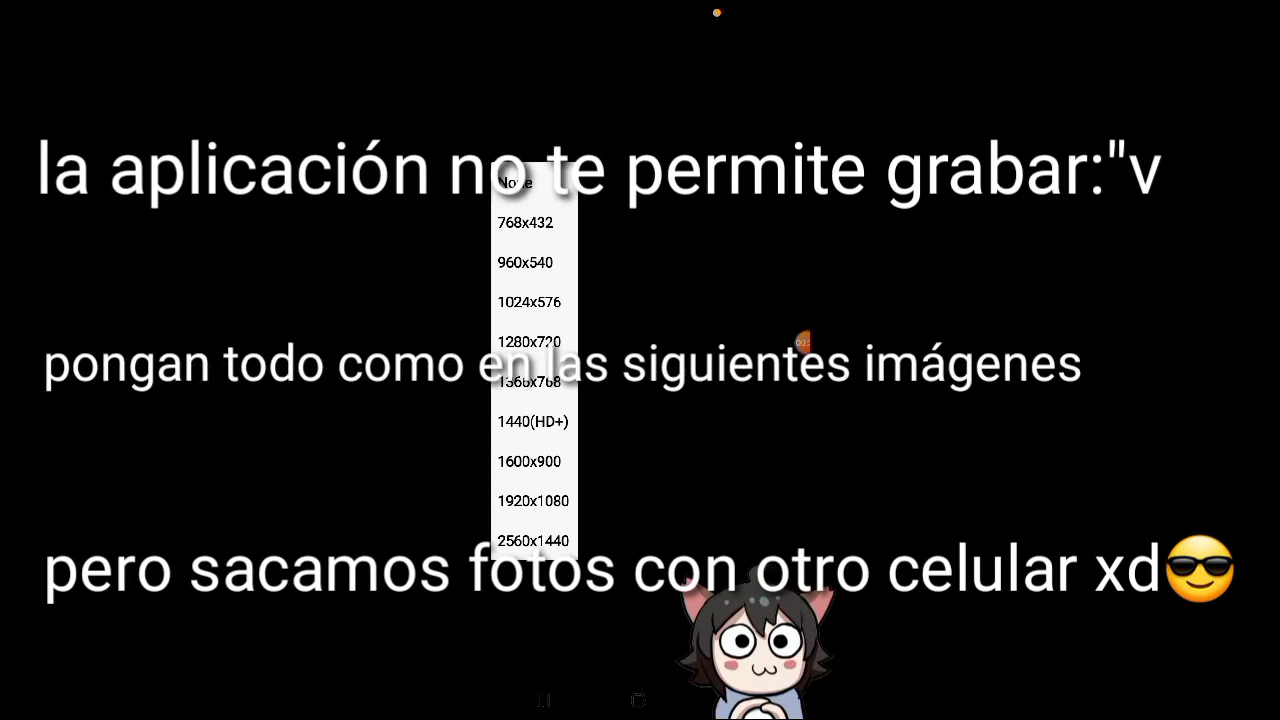 la aplicación no te permite grabar:"v
None
768x432
960x540
1024x576
1280x720
pongan todo como en las siguientes imágenes
1366x768
1440(HD+)
1600x900
1920x1080
2560x1440
pero sacamos fotos con otro celular xd😎